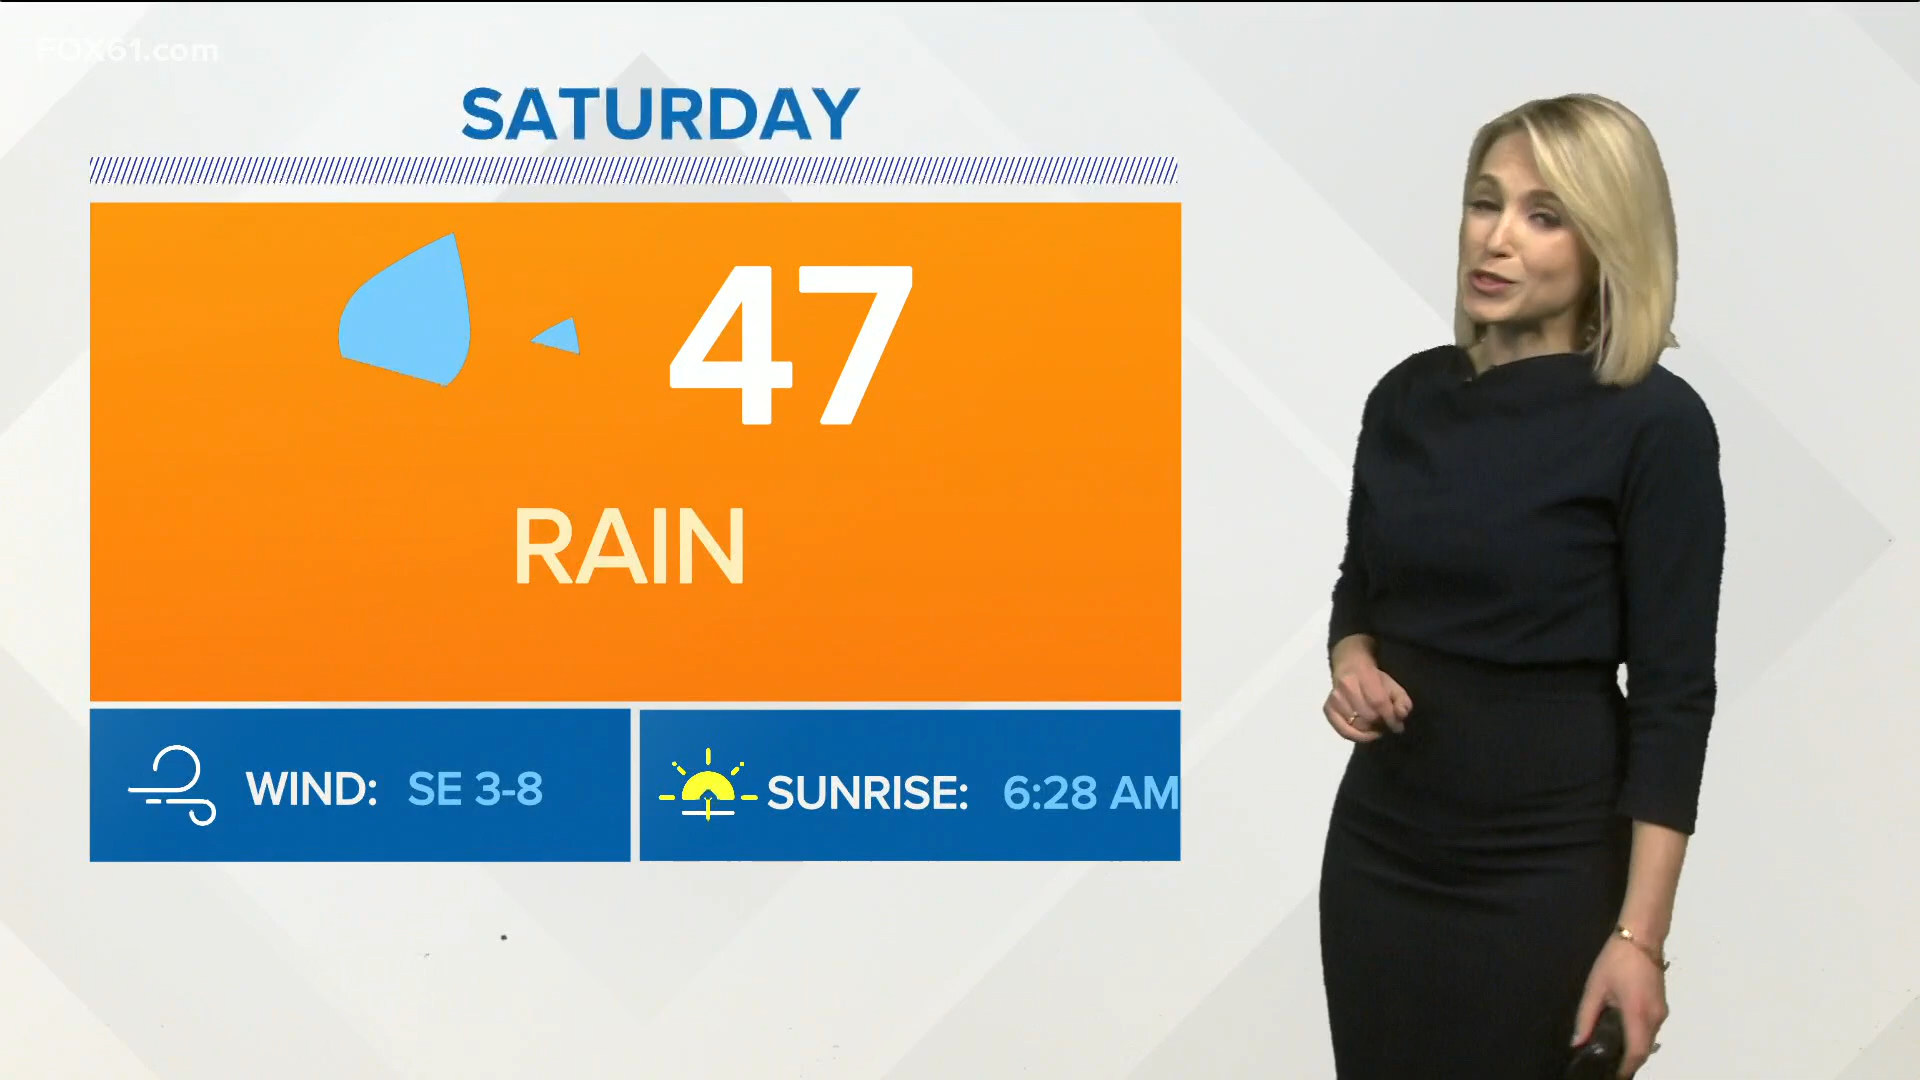 FOX61.com
SATURDAY
47
RAIN
WIND: SE 3-8
SUNRISE: 6:28 AM